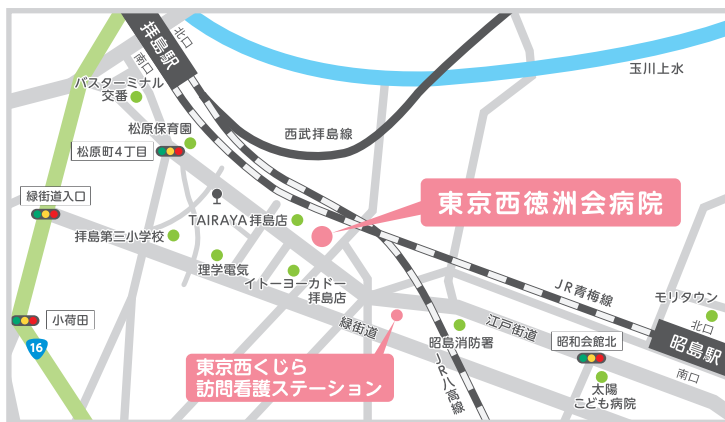 拝島駅
北口
南口
バスターミナル
交番
玉川上水
松原保育園
西武拝島線
松原町4丁目
緑街道入口
東京西徳洲会病院
TAIRAYA拝島店
拝島第三小学校
理学電気
イトーヨーカドー
拝島店
JR青梅線
モリタウン
小荷田
16
緑街道
江戸街道
昭島消防署
昭和会館北
北口
昭島駅
南口
東京西くじら
訪問看護ステーション
JR八高線
太陽
こども病院